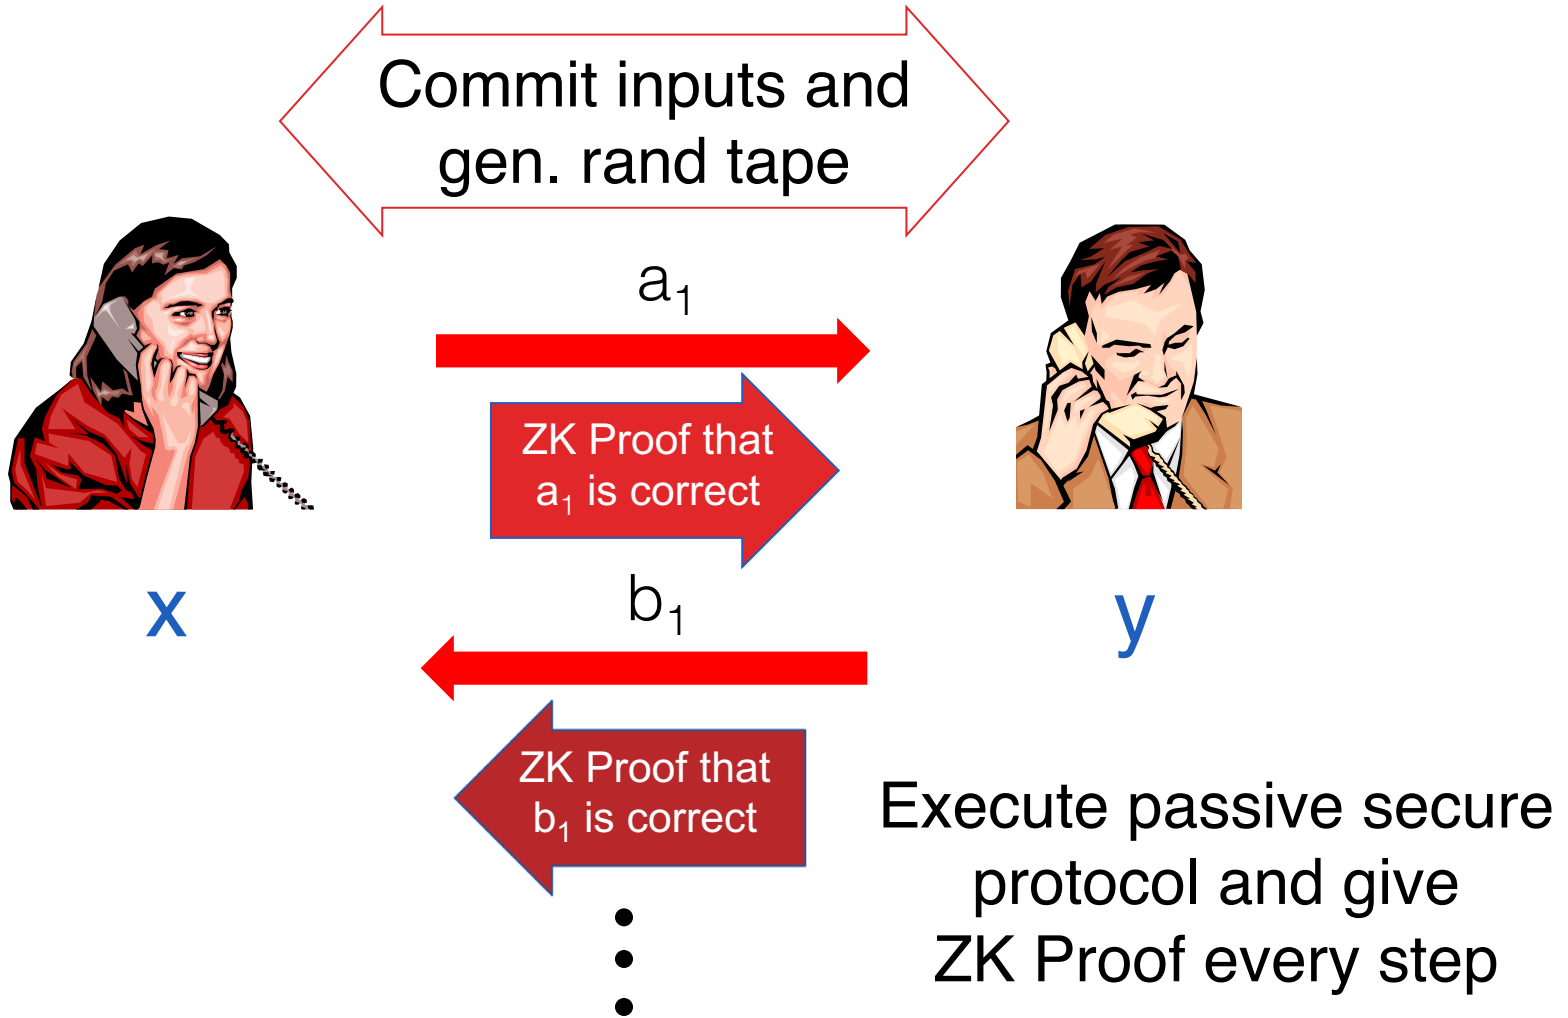 Commit inputs and
gen. rand tape
a₁
ZK Proof that
a₁ is correct
x
b₁
y
ZK Proof that
b₁ is correct
Execute passive secure
protocol and give
ZK Proof every step